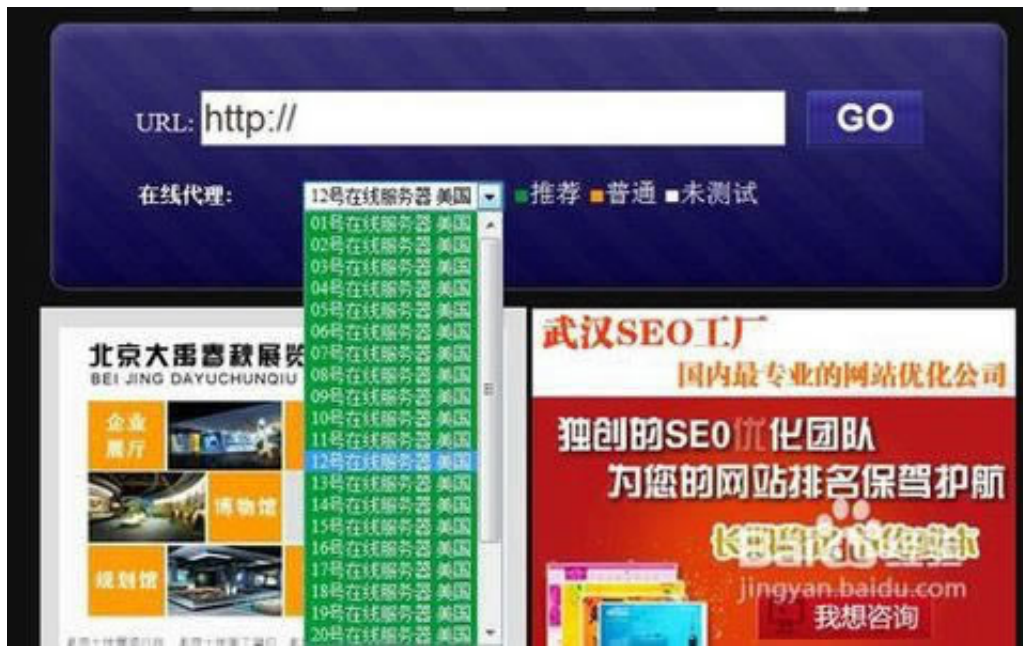 URL: http:// GO
在线代理: 12号在线服务器 美国 推荐 普通 未测试
01号在线服务器 美国
02号在线服务器 美国
03号在线服务器 美国
04号在线服务器 美国
05号在线服务器 美国
06号在线服务器 美国
07号在线服务器 美国
08号在线服务器 美国
09号在线服务器 美国
10号在线服务器 美国
11号在线服务器 美国
12号在线服务器 美国
13号在线服务器 美国
14号在线服务器 美国
15号在线服务器 美国
16号在线服务器 美国
17号在线服务器 美国
18号在线服务器 美国
19号在线服务器 美国
20号在线服务器 美国
北京大禹春秋展览
BEI JING DAYUCHUNQIU
企业
展厅
博物馆
规划馆
武汉SEO工厂
国内最专业的网站优化公司
独创的SEO优化团队
为您的网站排名保驾护航
Baidu经验
jingyan.baidu.com
我想咨询